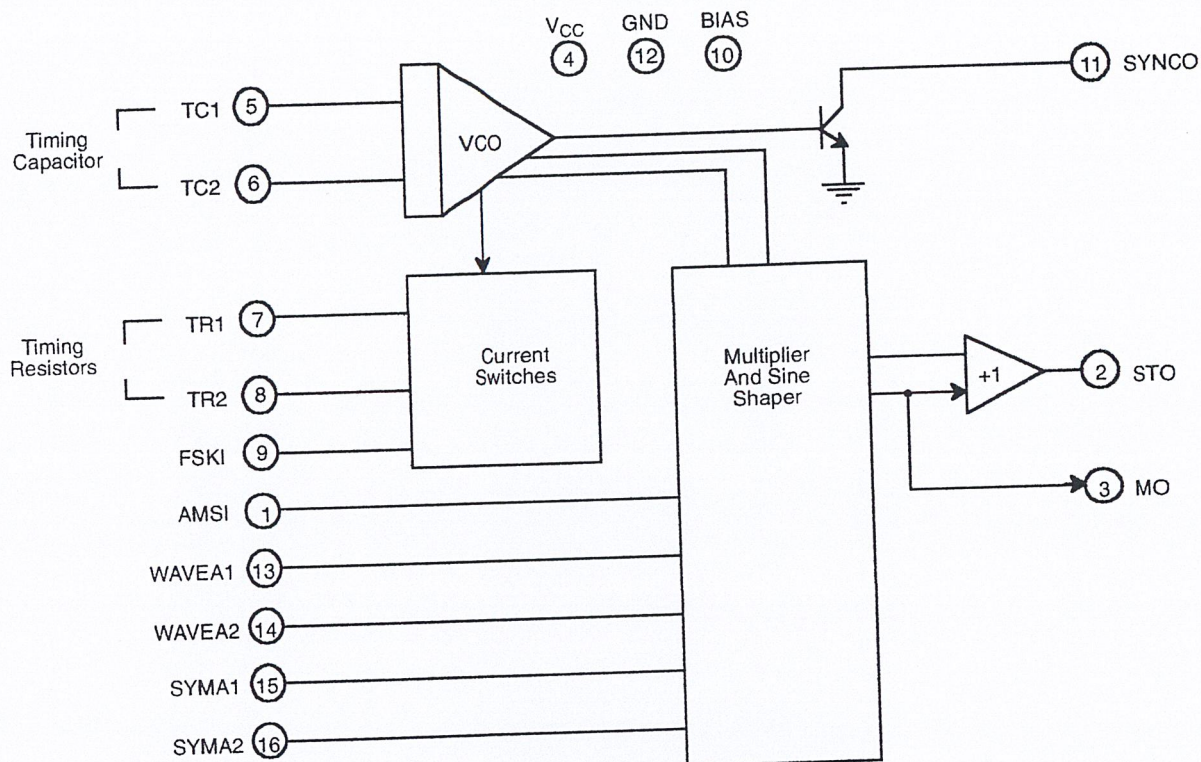 VCC GND BIAS
4 12 10
11 SYNCO
Timing
Capacitor
TC1 5
TC2 6
VCO
Timing
Resistors
TR1 7
TR2 8
FSKI 9
Current
Switches
Multiplier
And Sine
Shaper
+1
2 STO
3 MO
AMSI 1
WAVEA1 13
WAVEA2 14
SYMA1 15
SYMA2 16